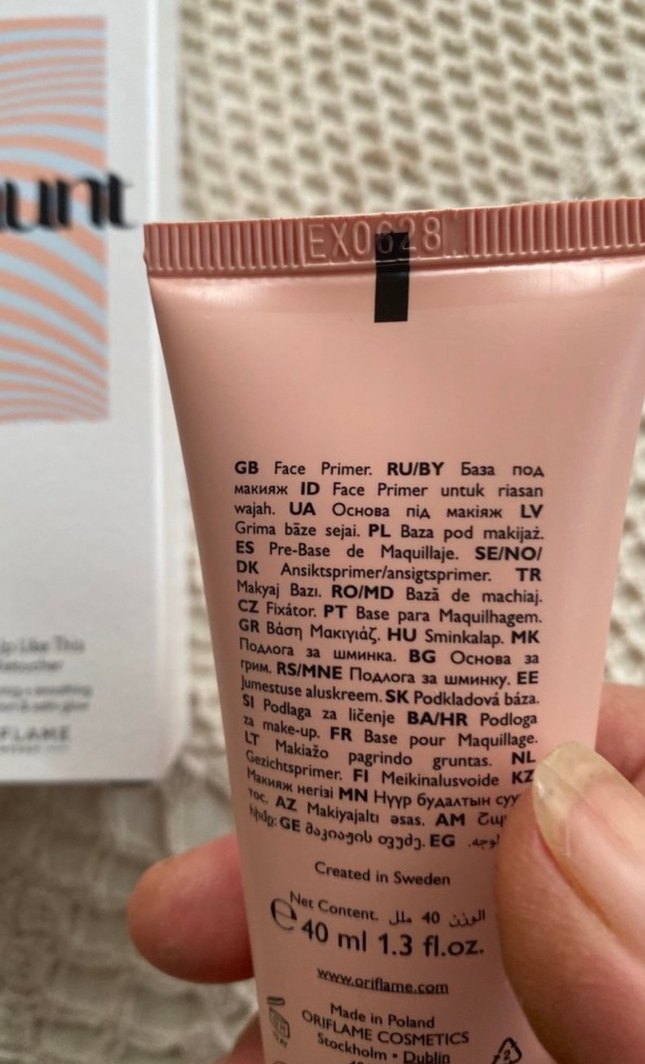 EX0628
GB Face Primer. RU/BY База под
макияж ID Face Primer untuk riasan
wajah. UA Основа під макіяж LV
Grima bāze sejai. PL Baza pod makijaż.
ES Pre-Base de Maquillaje. SE/NO/
DK Ansiktsprimer/ansigtsprimer. TR
Makyaj Bazı. RO/MD Bază de machiaj.
CZ Fixátor. PT Base para Maquilhagem.
GR Βάση Μακιγιάζ. HU Sminkalap. MK
Подлога за шминка. BG Основа за
грим. RS/MNE Подлога за шминку. EE
Jumestuse aluskreem. SK Podkladová báza.
SI Podlaga za ličenje BA/HR Podloga
za make-up. FR Base pour Maquillage.
LT Makiažo pagrindo gruntas. NL
Gezichtsprimer. FI Meikinalusvoide KZ
Макияж негізі MN Нүүр будалтын
AZ Makiyajaltı əsas. AM
GE მაკიაჟის ფუძე. EG
Created in Sweden
Net Content. الوزن 40 ملل
e 40 ml 1.3 fl.oz.
www.oriflame.com
Made in Poland
ORIFLAME COSMETICS
Stockholm • Dublin
Up Like This